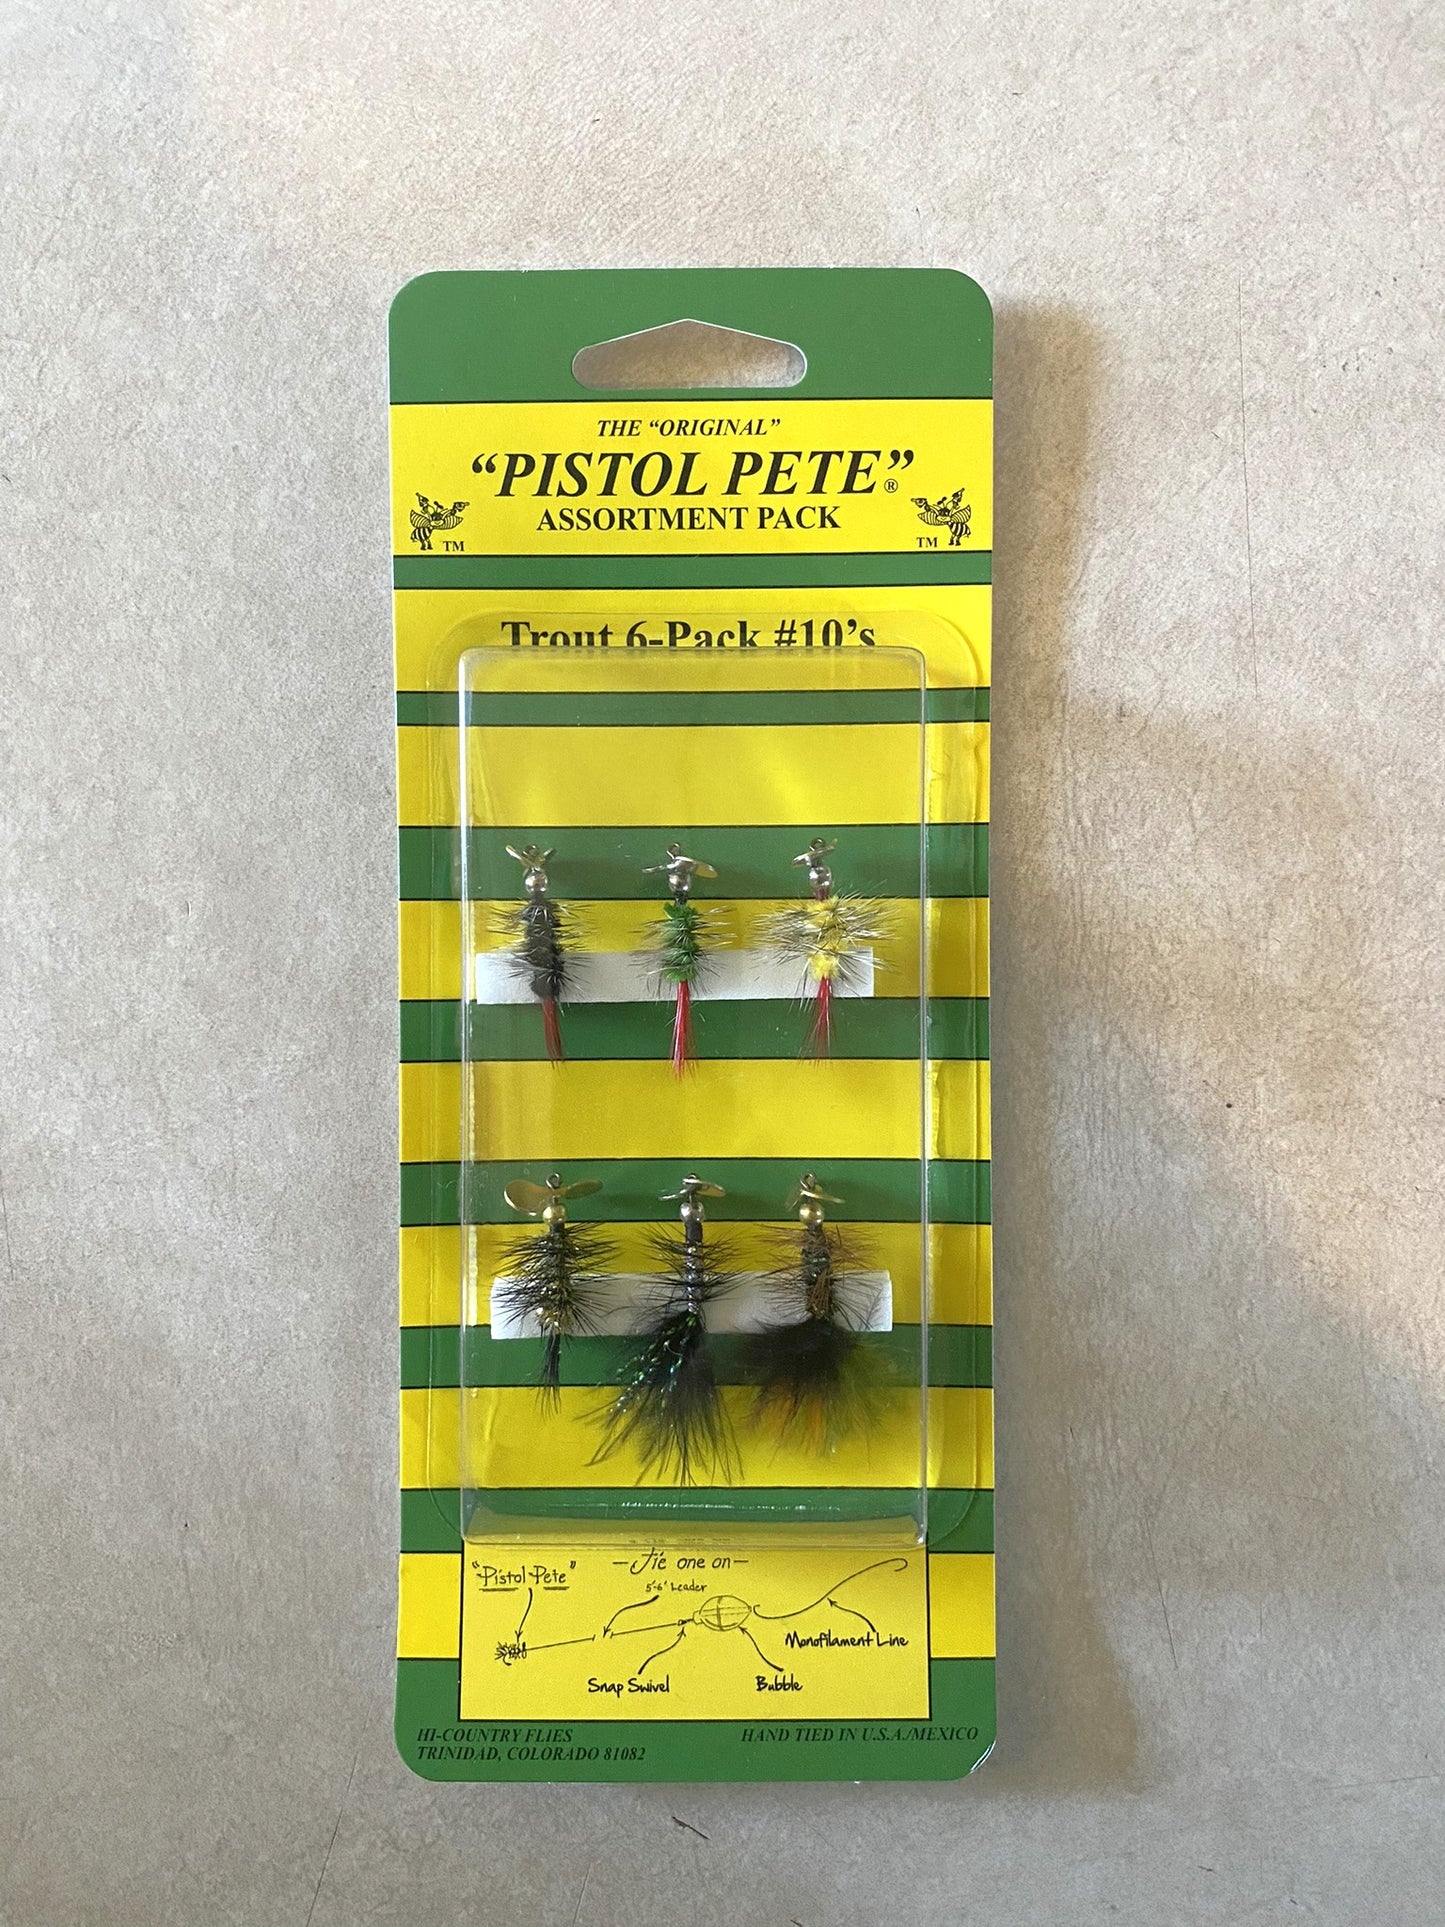 THE “ORIGINAL”
“PISTOL PETE”®
ASSORTMENT PACK
TM TM
Trout 6-Pack #10’s
—Tie one on—
"Pistol Pete"
5'-6' Leader
Monofilament Line
Snap Swivel Bubble
HI-COUNTRY FLIES HAND TIED IN U.S.A./MEXICO
TRINIDAD, COLORADO 81082